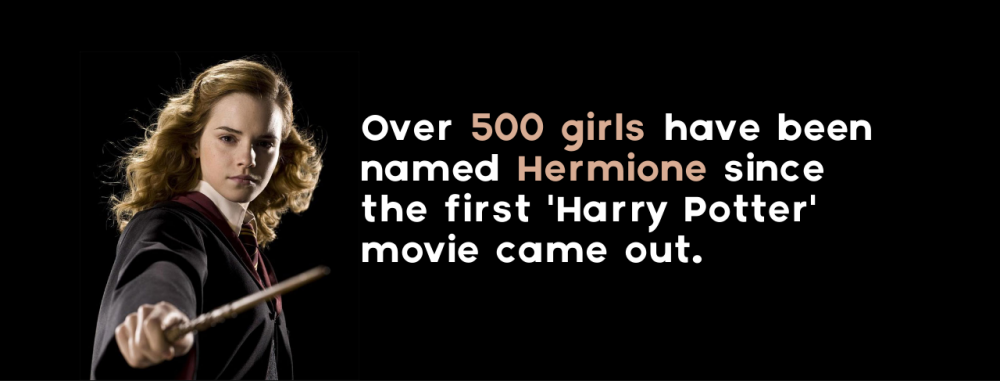 Over 500 girls have been
named Hermione since
the first 'Harry Potter'
movie came out.